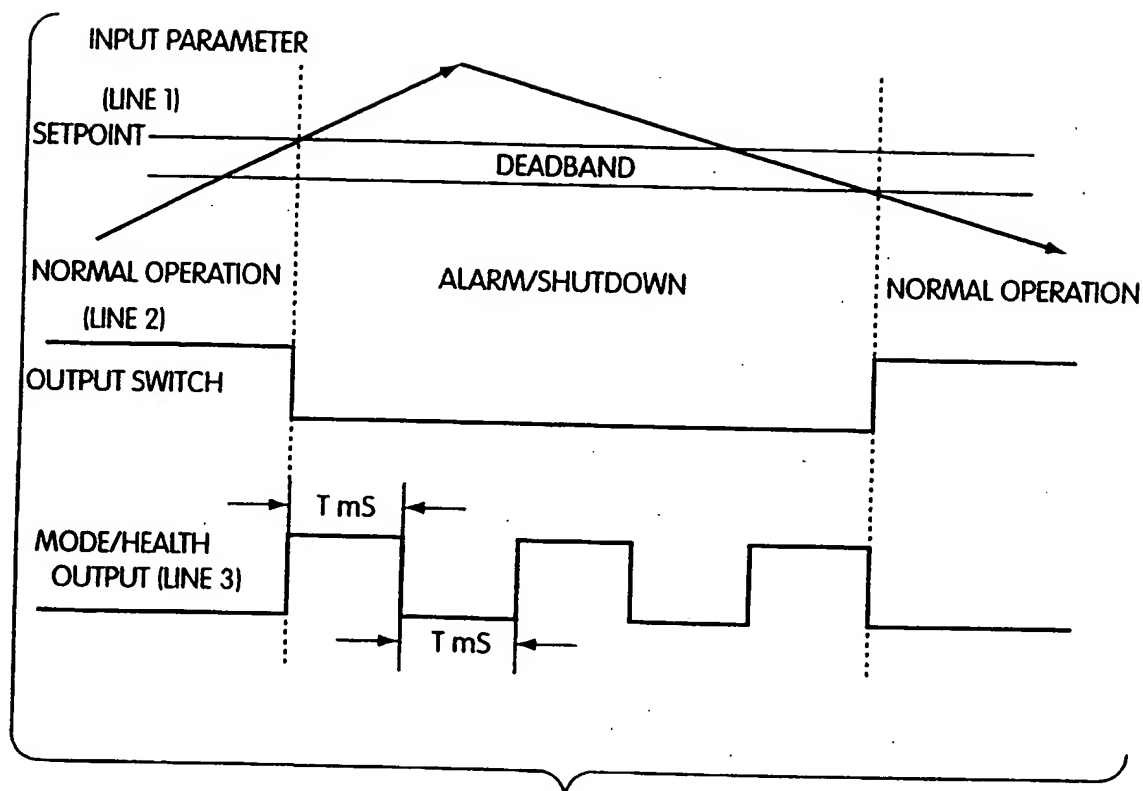 INPUT PARAMETER
(LINE 1)
SETPOINT
DEADBAND
NORMAL OPERATION
ALARM/SHUTDOWN
NORMAL OPERATION
(LINE 2)
OUTPUT SWITCH
T mS
MODE/HEALTH
OUTPUT (LINE 3)
T mS